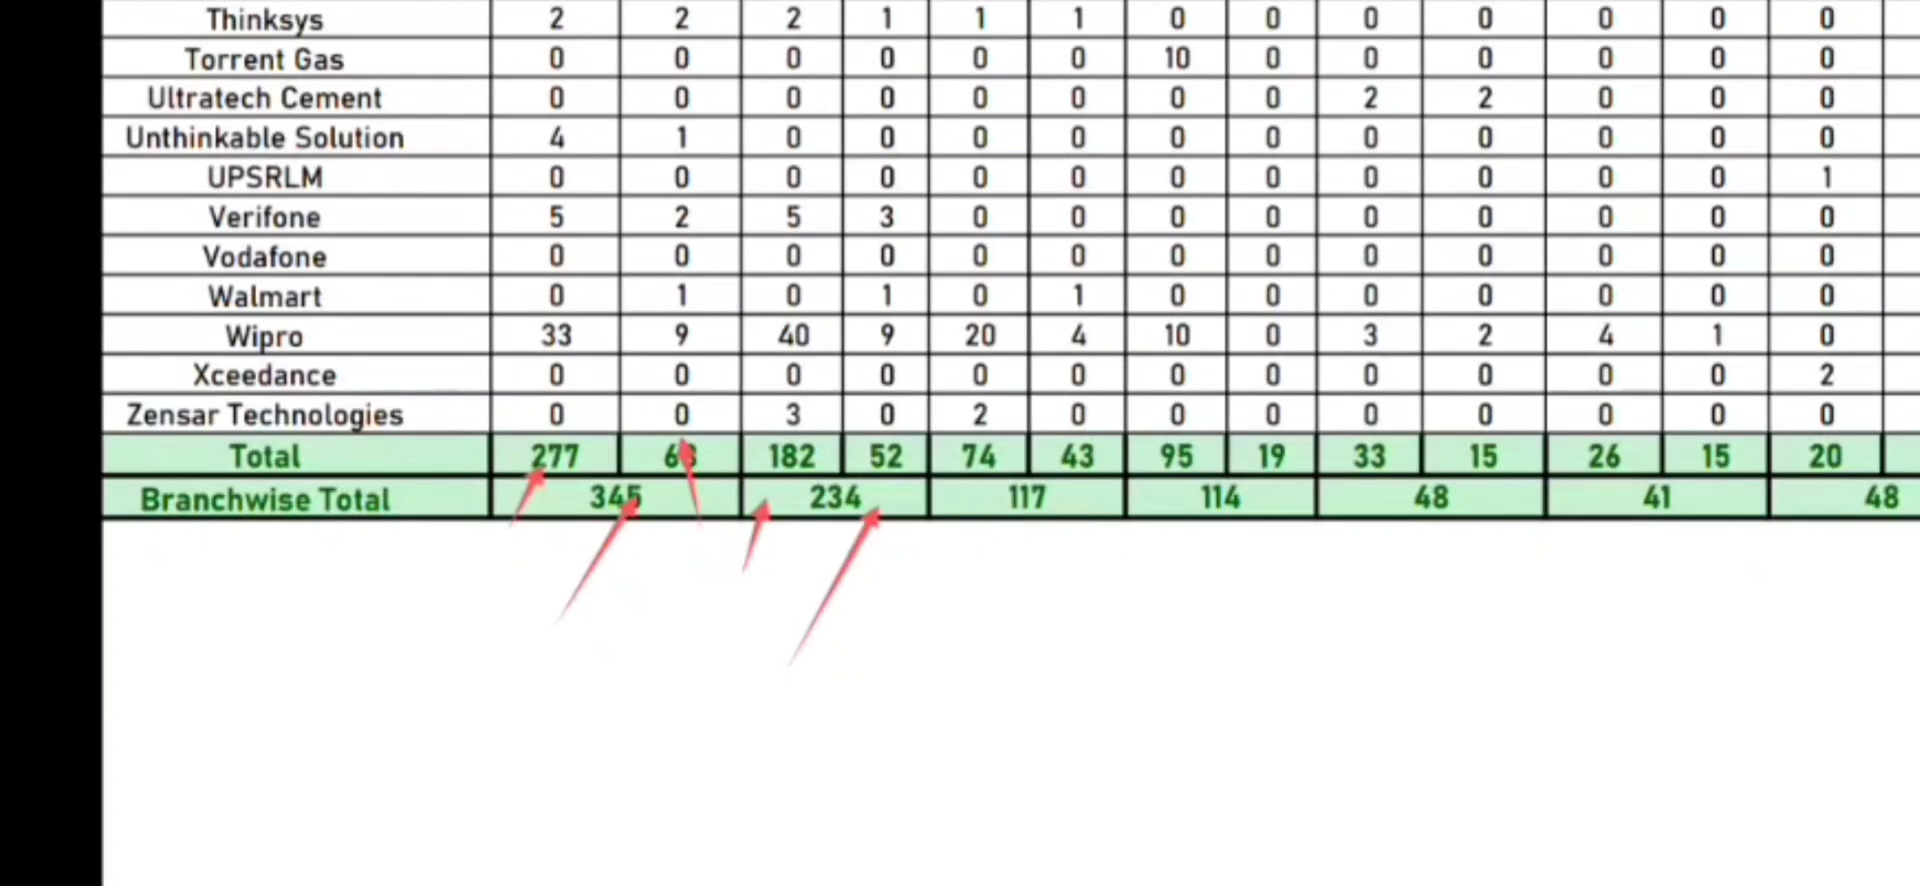 Thinksys 2 2 2 1 1 1 0 0 0 0 0 0 0
Torrent Gas 0 0 0 0 0 0 10 0 0 0 0 0 0
Ultratech Cement 0 0 0 0 0 0 0 0 2 2 0 0 0
Unthinkable Solution 4 1 0 0 0 0 0 0 0 0 0 0 0
UPSRLM 0 0 0 0 0 0 0 0 0 0 0 0 1
Verifone 5 2 5 3 0 0 0 0 0 0 0 0 0
Vodafone 0 0 0 0 0 0 0 0 0 0 0 0 0
Walmart 0 1 0 1 0 1 0 0 0 0 0 0 0
Wipro 33 9 40 9 20 4 10 0 3 2 4 1 0
Xceedance 0 0 0 0 0 0 0 0 0 0 0 0 2
Zensar Technologies 0 0 3 0 2 0 0 0 0 0 0 0 0
Total 277 68 182 52 74 43 95 19 33 15 26 15 20
Branchwise Total 345 234 117 114 48 41 48